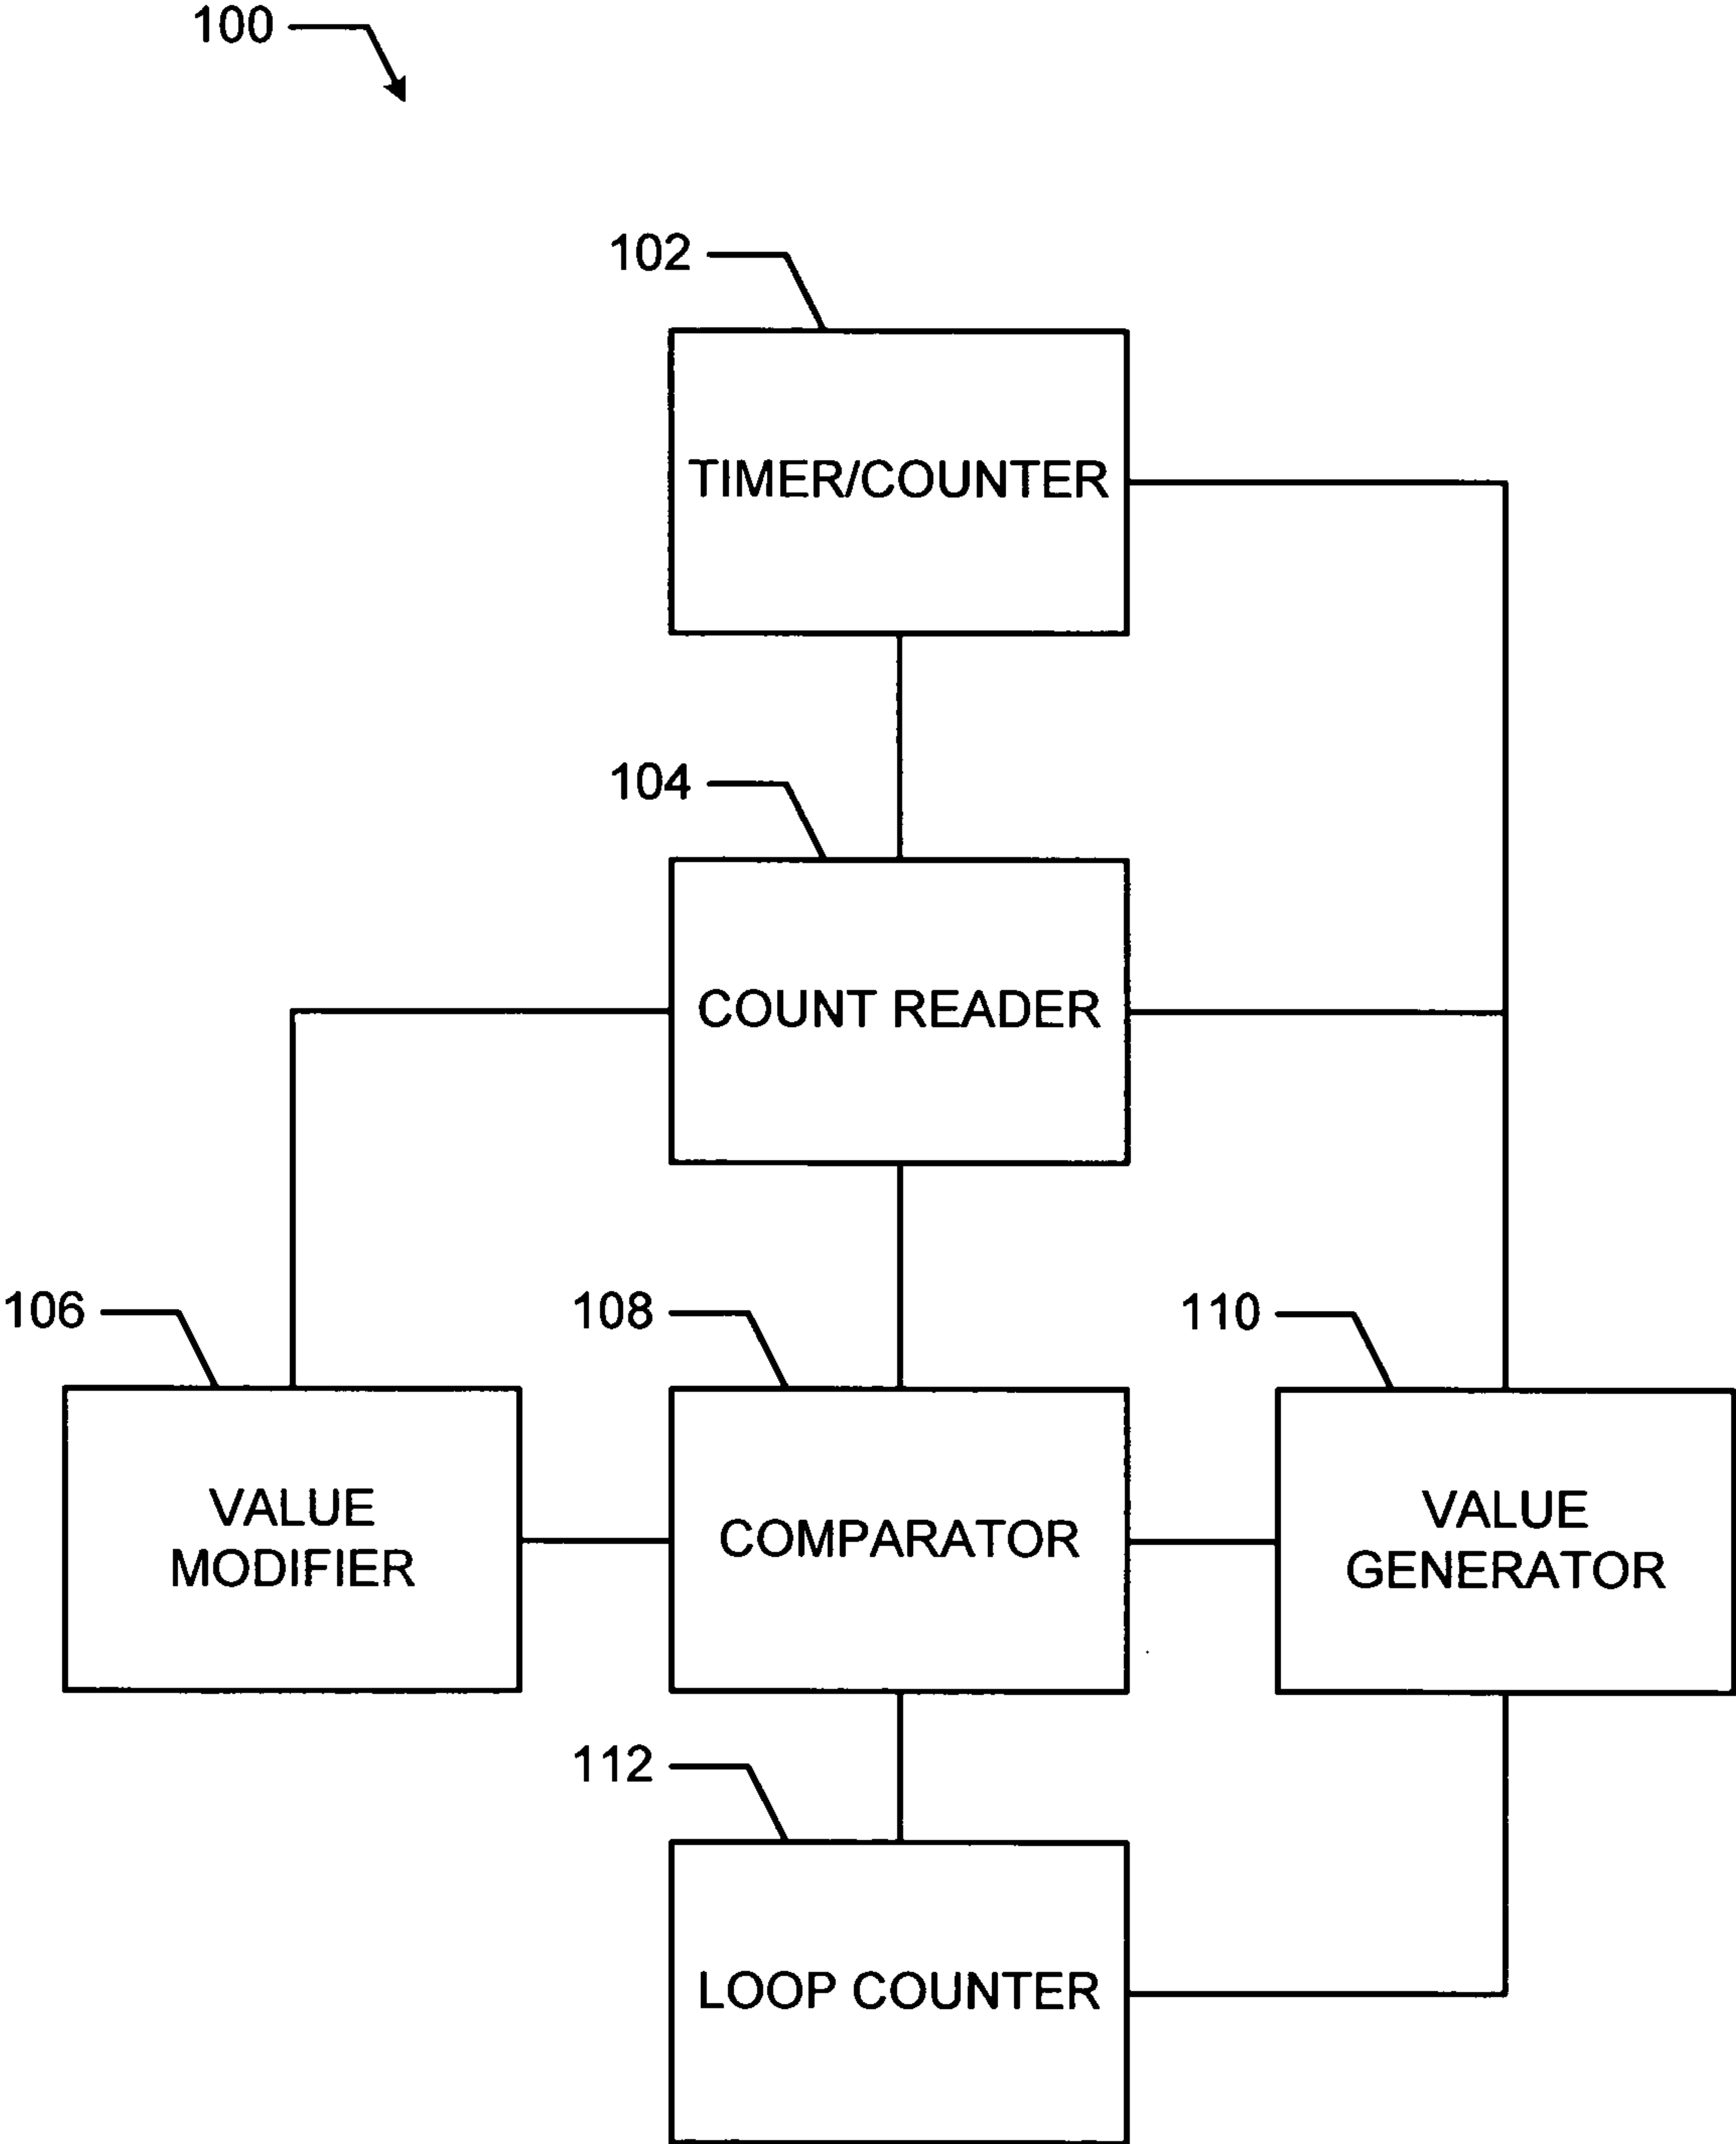 100
102
TIMER/COUNTER
104
COUNT READER
106
108
110
VALUE
MODIFIER
COMPARATOR
VALUE
GENERATOR
112
LOOP COUNTER